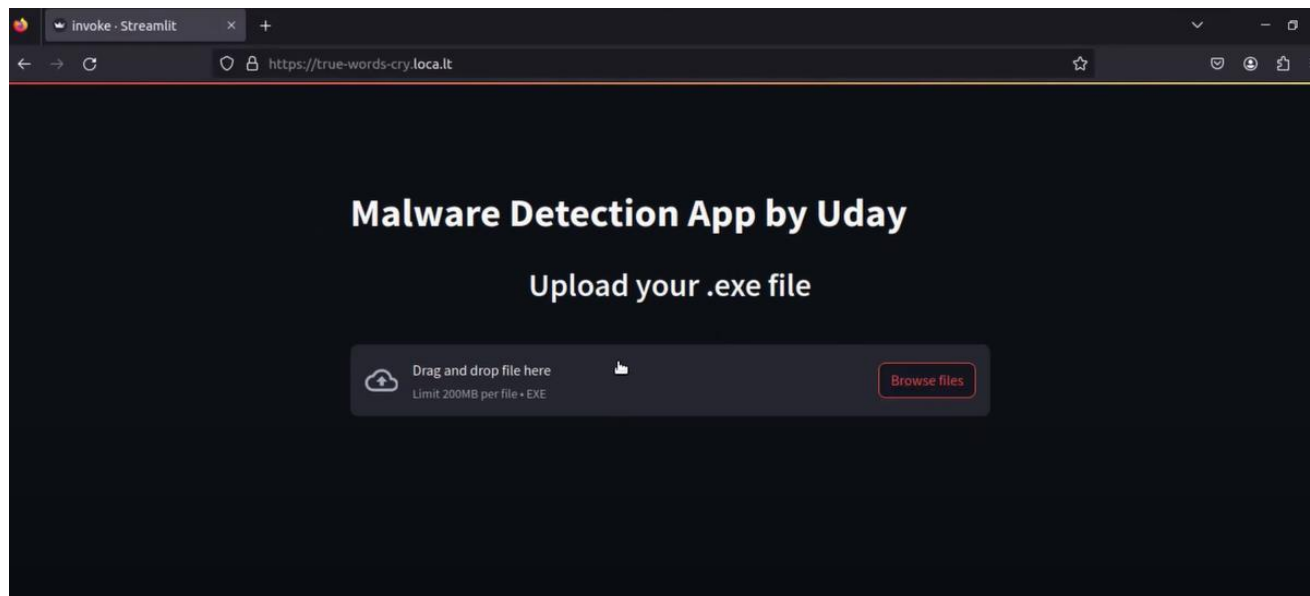 invoke · Streamlit
https://true-words-cry.loca.lt
Malware Detection App by Uday
Upload your .exe file
Drag and drop file here
Limit 200MB per file • EXE
Browse files